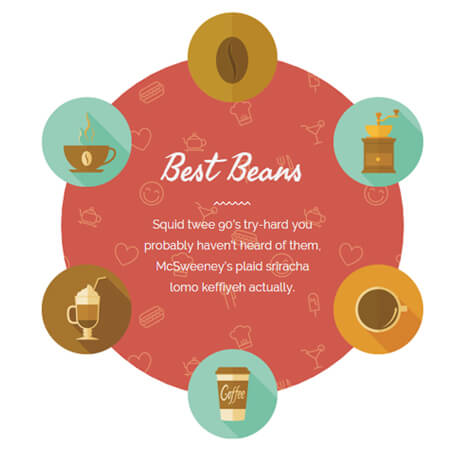 Best Beans
Squid twee 90's try-hard you
probably haven't heard of them,
McSweeney's plaid sriracha
lomo keffiyeh actually.
Coffee